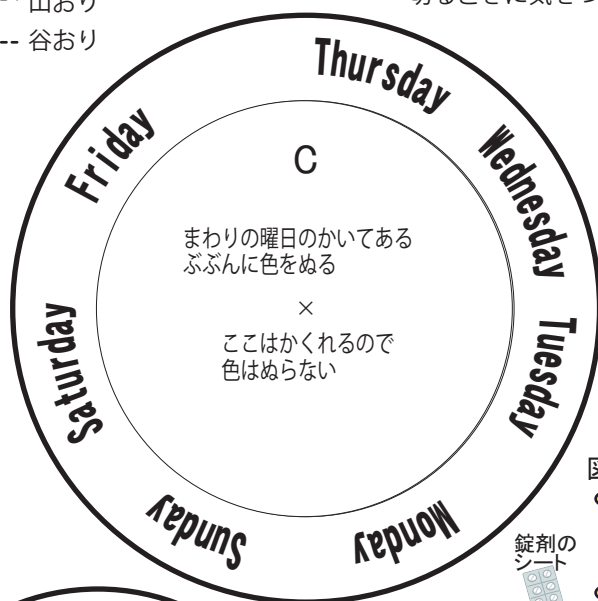 山おり
谷おり
Thursday
Friday
Wednesday
C
まわりの曜日のかいてある
ぶぶんに色をぬる
×
ここはかくれるので
色はぬらない
Saturday
Tuesday
Sunday
Monday
錠剤の
シート